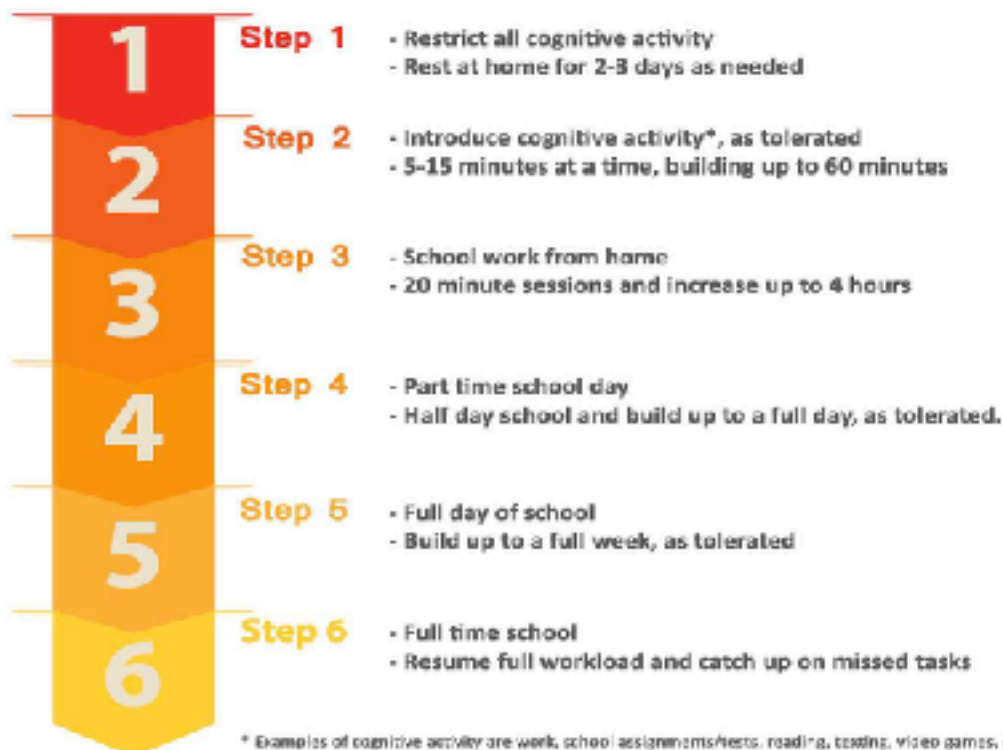 1
Step 1
- Restrict all cognitive activity
- Rest at home for 2-3 days as needed
2
Step 2
- Introduce cognitive activity*, as tolerated
- 5-15 minutes at a time, building up to 60 minutes
3
Step 3
- School work from home
- 20 minute sessions and increase up to 4 hours
4
Step 4
- Part time school day
- Half day school and build up to a full day, as tolerated.
5
Step 5
- Full day of school
- Build up to a full week, as tolerated
6
Step 6
- Full time school
- Resume full workload and catch up on missed tasks
* Examples of cognitive activity are work, school assignments/tests, reading, texting, video games,